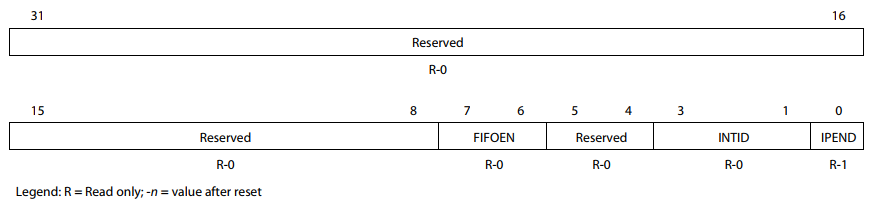 31 16
Reserved
R-0
15 8 7 6 5 4 3 1 0
Reserved FIFOEN Reserved INTID IPEND
R-0 R-0 R-0 R-0 R-1
Legend: R = Read only; -n = value after reset